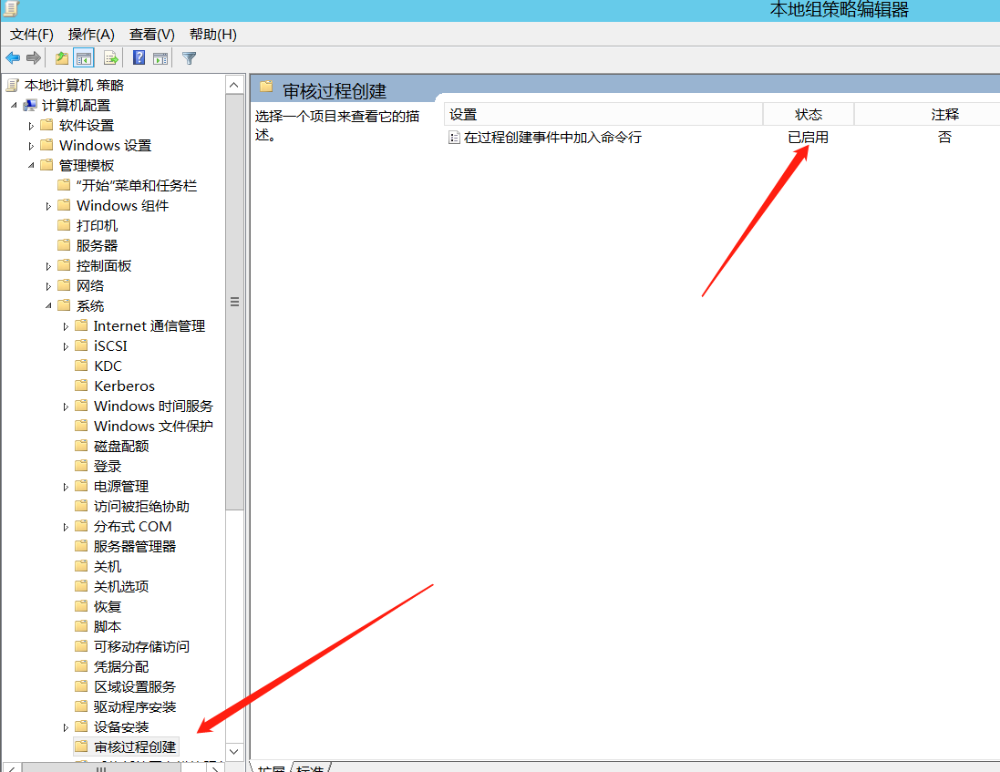 本地组策略编辑器
文件(F) 操作(A) 查看(V) 帮助(H)
本地计算机 策略
计算机配置
软件设置
Windows 设置
管理模板
"开始"菜单和任务栏
Windows 组件
打印机
服务器
控制面板
网络
系统
Internet 通信管理
iSCSI
KDC
Kerberos
Windows 时间服务
Windows 文件保护
磁盘配额
登录
电源管理
访问被拒绝协助
分布式 COM
服务器管理器
关机
关机选项
恢复
脚本
可移动存储访问
凭据分配
区域设置服务
驱动程序安装
设备安装
审核过程创建
审核过程创建
选择一个项目来查看它的描
述。
设置 状态 注释
在过程创建事件中加入命令行 已启用 否
扩展 标准